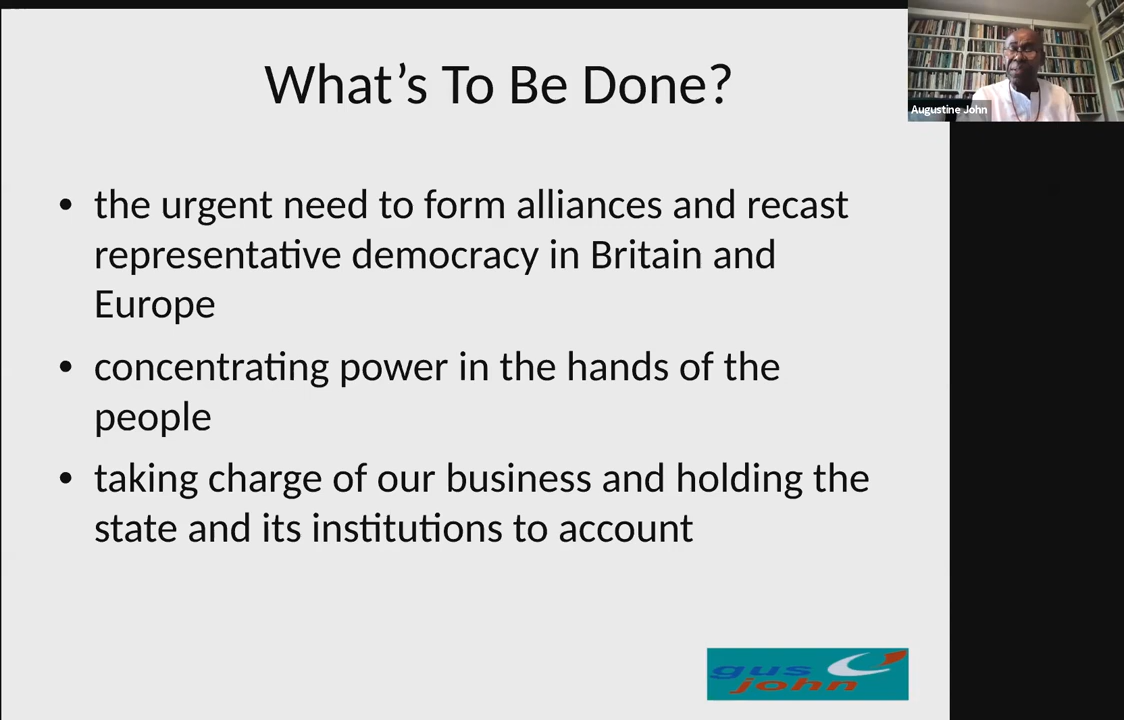 What’s To Be Done?
Augustine John
• the urgent need to form alliances and recast
representative democracy in Britain and
Europe
• concentrating power in the hands of the
people
• taking charge of our business and holding the
state and its institutions to account
gus
john